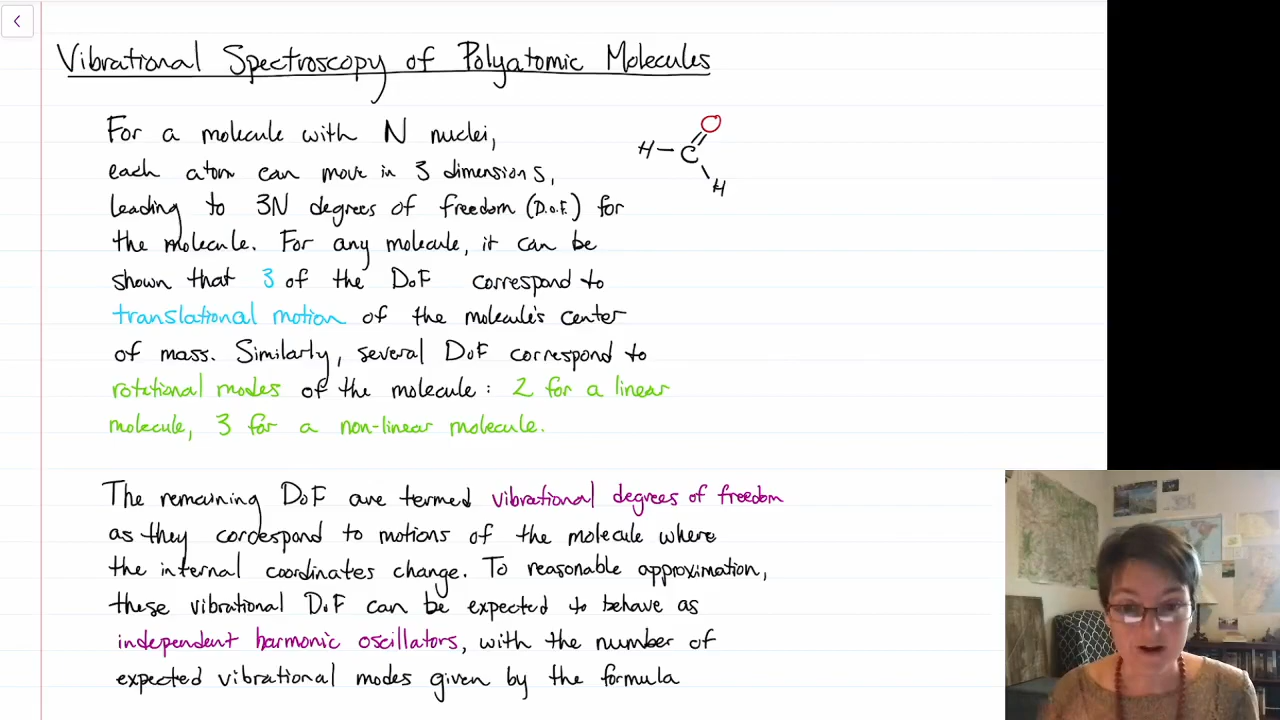 Vibrational Spectroscopy of Polyatomic Molecules
For a molecule with N nuclei,
each atom can move in 3 dimensions,
leading to 3N degrees of freedom (D.o.F.) for
the molecule. For any molecule, it can be
shown that 3 of the DoF correspond to
translational motion of the molecule's center
of mass. Similarly, several DoF correspond to
rotational modes of the molecule: 2 for a linear
molecule, 3 for a non-linear molecule.
O
H C
H
The remaining DoF are termed vibrational degrees of freedom
as they correspond to motions of the molecule where
the internal coordinates change. To reasonable approximation,
these vibrational DoF can be expected to behave as
independent harmonic oscillators, with the number of
expected vibrational modes given by the formula